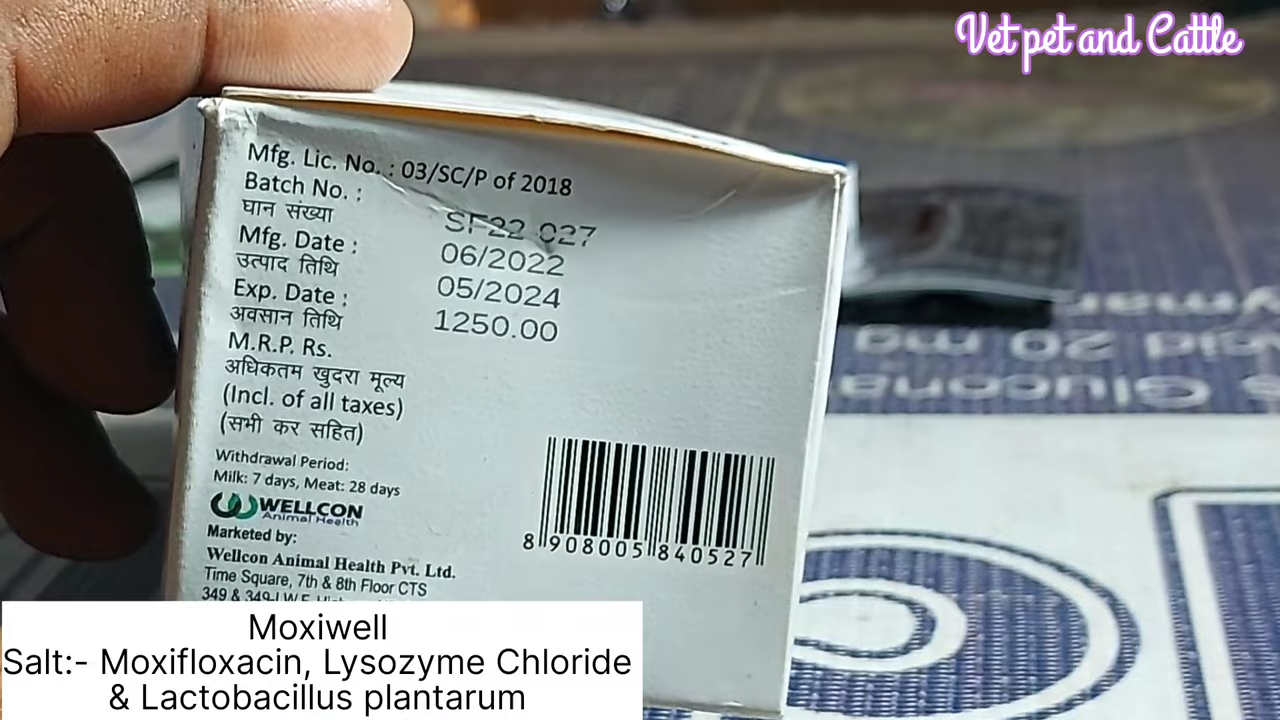 Vet pet and Cattle
Mfg. Lic. No. : 03/SC/P of 2018
Batch No. :
घान संख्या
SF22 027
Mfg. Date :
06/2022
उत्पाद तिथि
05/2024
Exp. Date :
अवसान तिथि
1250.00
M.R.P. Rs.
अधिकतम खुदरा मूल्य
(Incl. of all taxes)
(सभी कर सहित)
Withdrawal Period:
Milk: 7 days, Meat: 28 days
WELLCON
Animal Health
Marketed by:
Wellcon Animal Health Pvt. Ltd.
Time Square, 7th & 8th Floor CTS
8 908005 840527
Moxiwell
Salt:- Moxifloxacin, Lysozyme Chloride
& Lactobacillus plantarum
20 mg